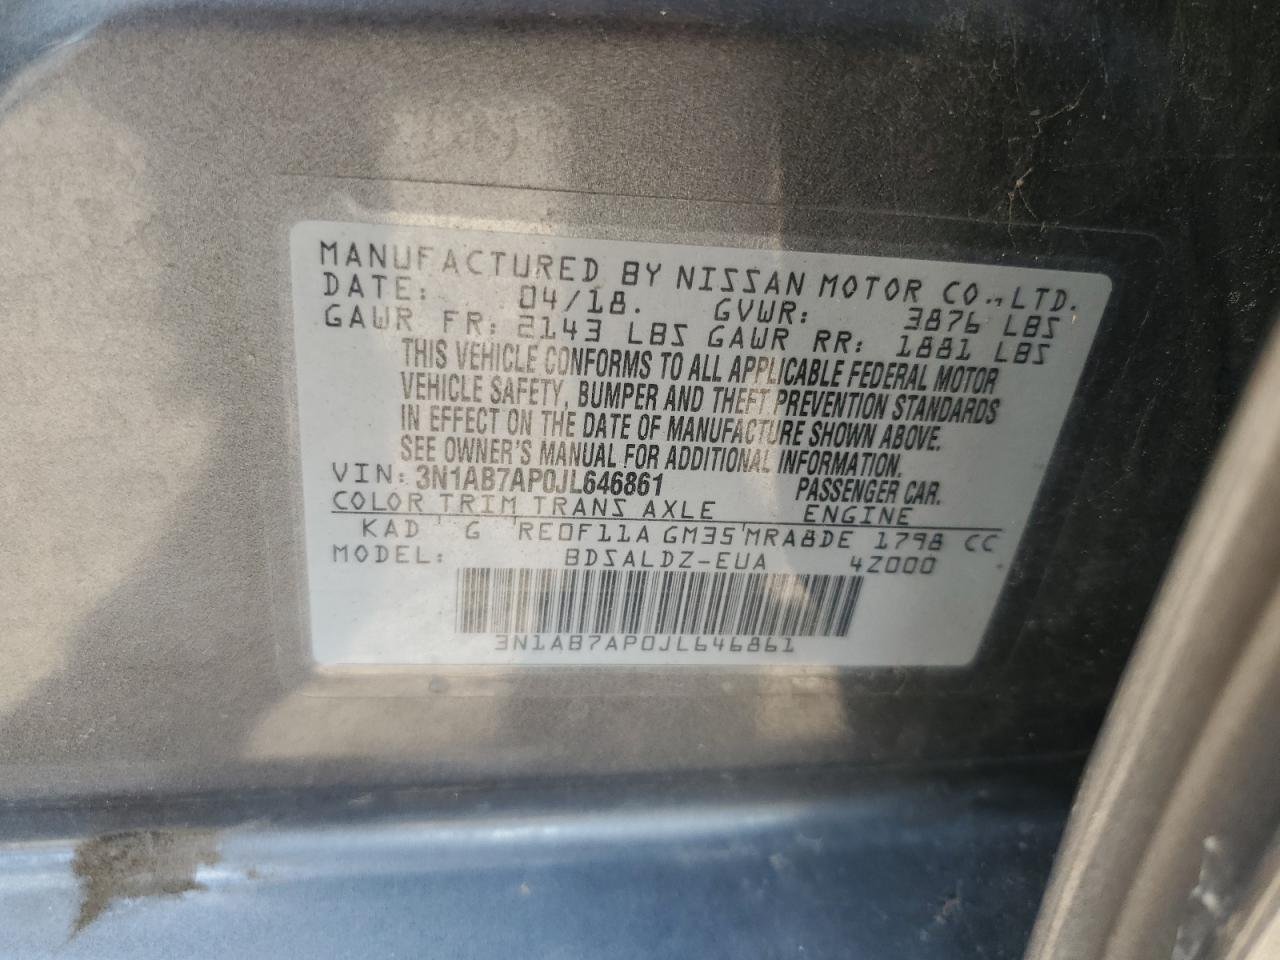 MANUFACTURED BY NISSAN MOTOR CO., LTD.
DATE: 04/18. GVWR: 3876 LBS
GAWR FR: 2143 LBS GAWR RR: 1881 LBS
THIS VEHICLE CONFORMS TO ALL APPLICABLE FEDERAL MOTOR
VEHICLE SAFETY, BUMPER AND THEFT PREVENTION STANDARDS
IN EFFECT ON THE DATE OF MANUFACTURE SHOWN ABOVE.
SEE OWNER'S MANUAL FOR ADDITIONAL INFORMATION.
VIN: 3N1AB7AP0JL646861 PASSENGER CAR.
COLOR TRIM TRANS AXLE ENGINE
KAD G RE0F11A GM35 MRA8DE 1798 CC
MODEL: BDSALDZ-EUA 4Z000
3N1AB7AP0JL646861